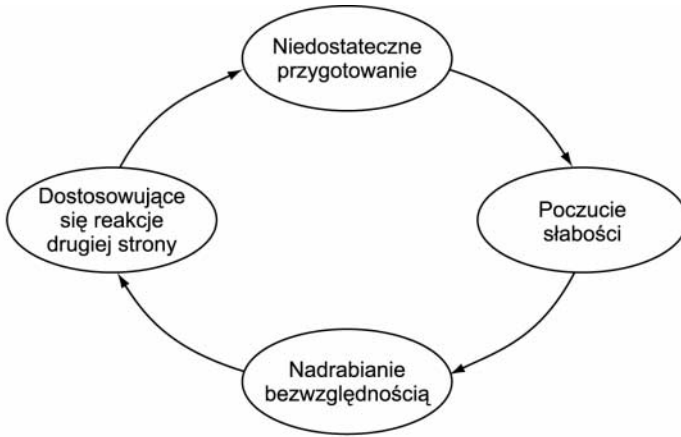 Niedostateczne
przygotowanie
Poczucie
słabości
Nadrabianie
bezwzględnością
Dostosowujące
się reakcje
drugiej strony